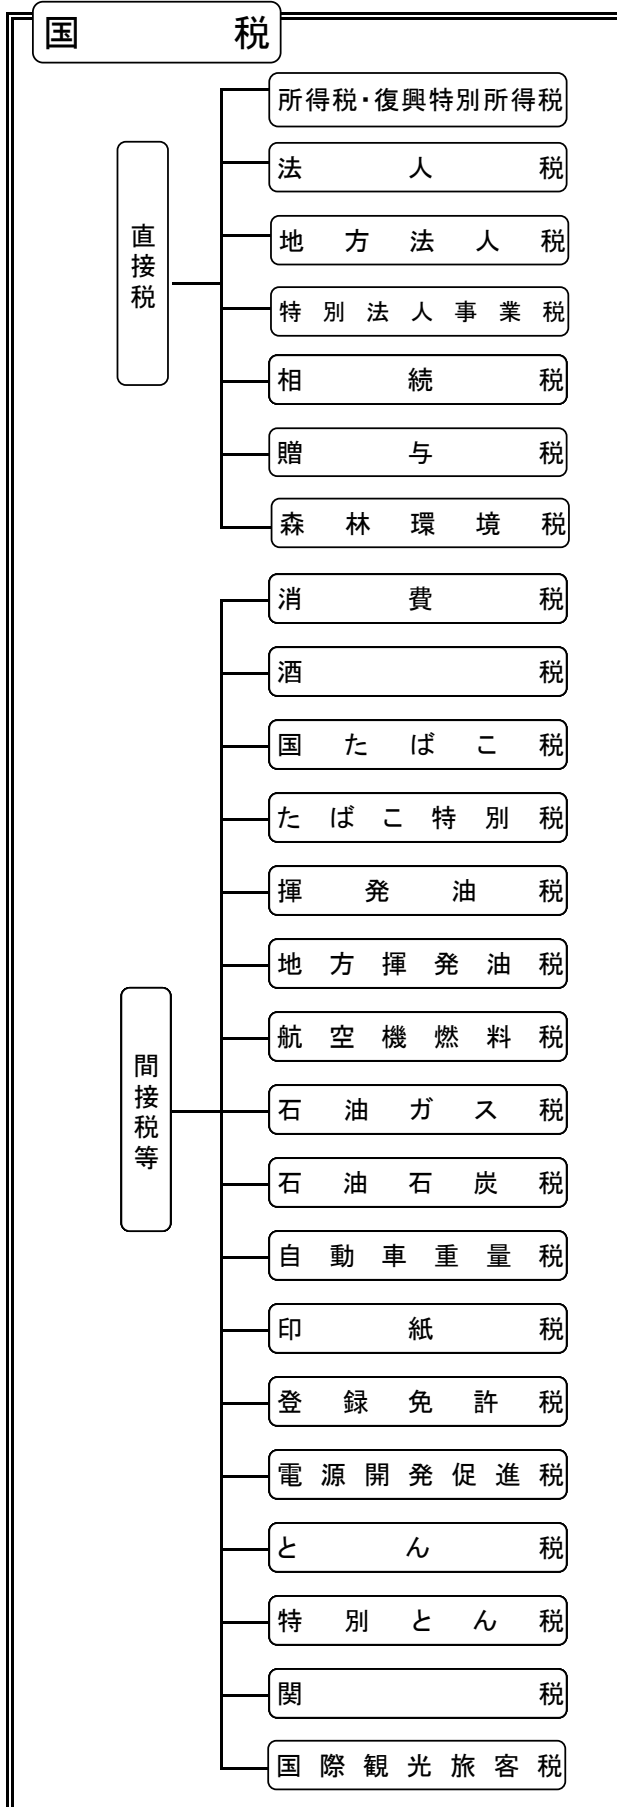 国税
直接税
所得税・復興特別所得税
法人税
地方法人税
特別法人事業税
相続税
贈与税
森林環境税
間接税等
消費税
酒税
国たばこ税
たばこ特別税
揮発油税
地方揮発油税
航空機燃料税
石油ガス税
石油石炭税
自動車重量税
印紙税
登録免許税
電源開発促進税
とん税
特別とん税
関税
国際観光旅客税